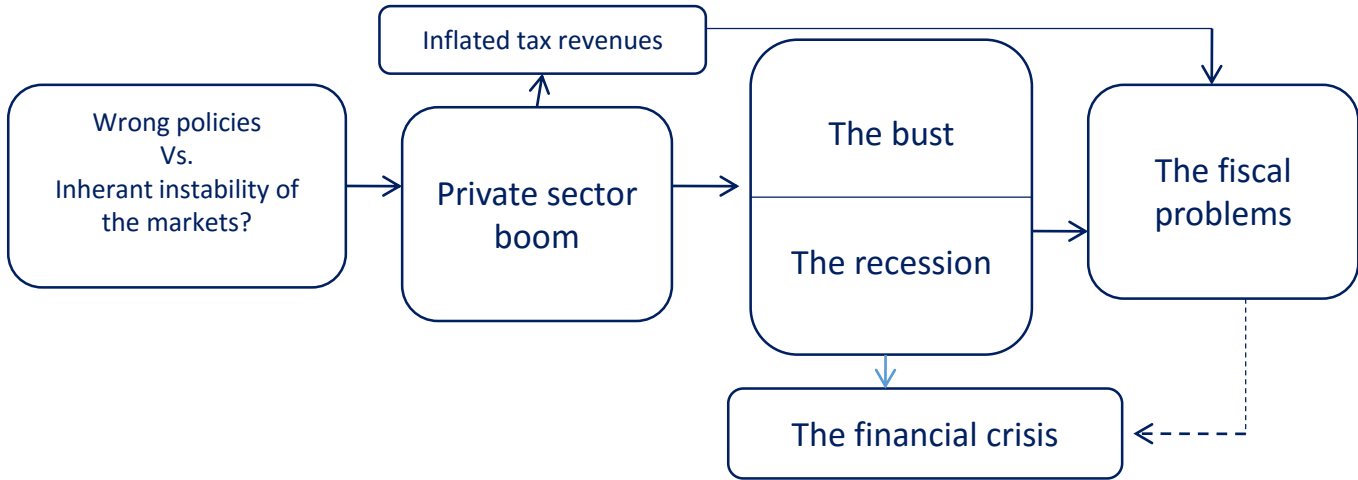 Inflated tax revenues
Wrong policies
Vs.
Inherant instability of
the markets?
Private sector
boom
The bust
The recession
The fiscal
problems
The financial crisis